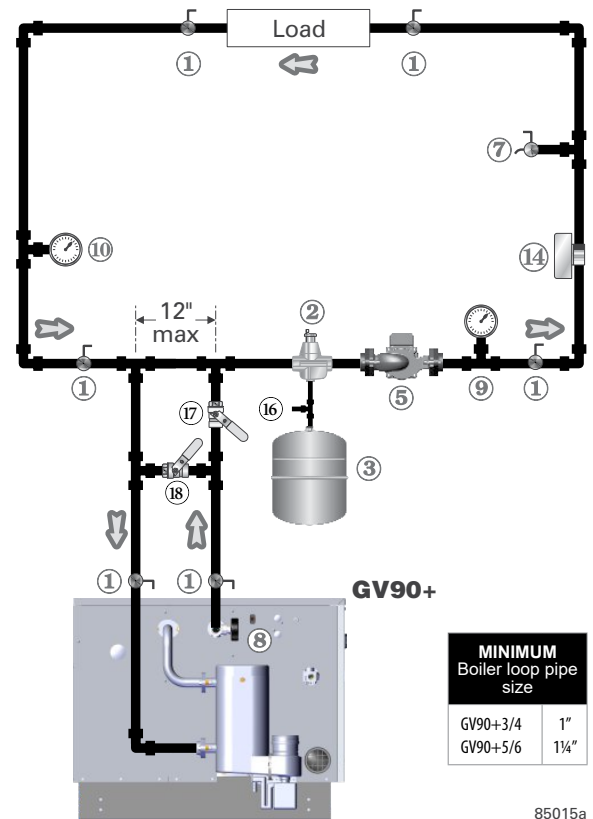 Load
① ①
⑦
⑩ ⑭
12"
max
②
① ⑤ ⑨ ①
⑰ ⑯
③
⑱
① ①
GV90+
⑧
MINIMUM
Boiler loop pipe
size
GV90+3/4 1"
GV90+5/6 1¼"
85015a